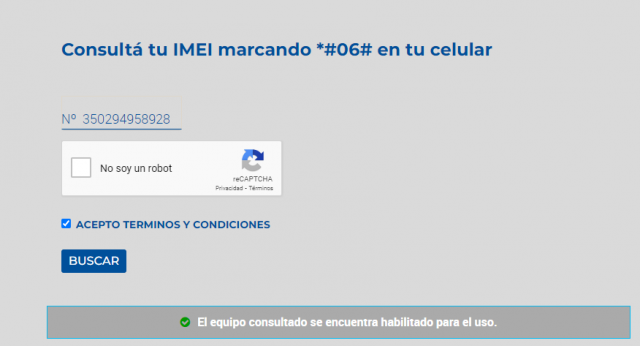 Consultá tu IMEI marcando *#06# en tu celular
Nº 350294958928
No soy un robot
reCAPTCHA
Privacidad - Términos
ACEPTO TERMINOS Y CONDICIONES
BUSCAR
El equipo consultado se encuentra habilitado para el uso.